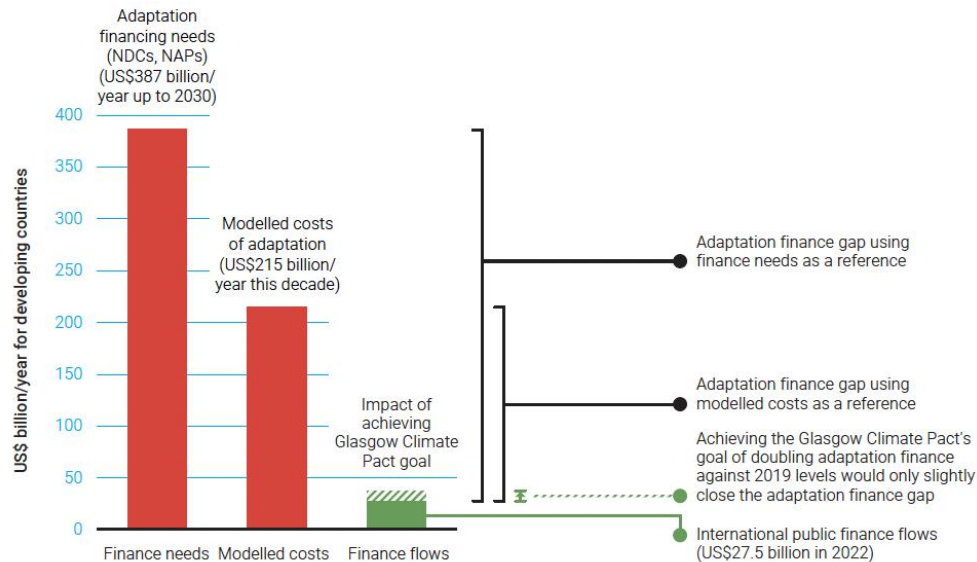 Adaptation
financing needs
(NDCs, NAPs)
(US$387 billion/
year up to 2030)
US$ billion/year for developing countries
400
350
300
250
200
150
100
50
0
Modelled costs
of adaptation
(US$215 billion/
year this decade)
Impact of
achieving
Glasgow Climate
Pact goal
Finance needs
Modelled costs
Finance flows
Adaptation finance gap using
finance needs as a reference
Adaptation finance gap using
modelled costs as a reference
Achieving the Glasgow Climate Pact's
goal of doubling adaptation finance
against 2019 levels would only slightly
close the adaptation finance gap
International public finance flows
(US$27.5 billion in 2022)